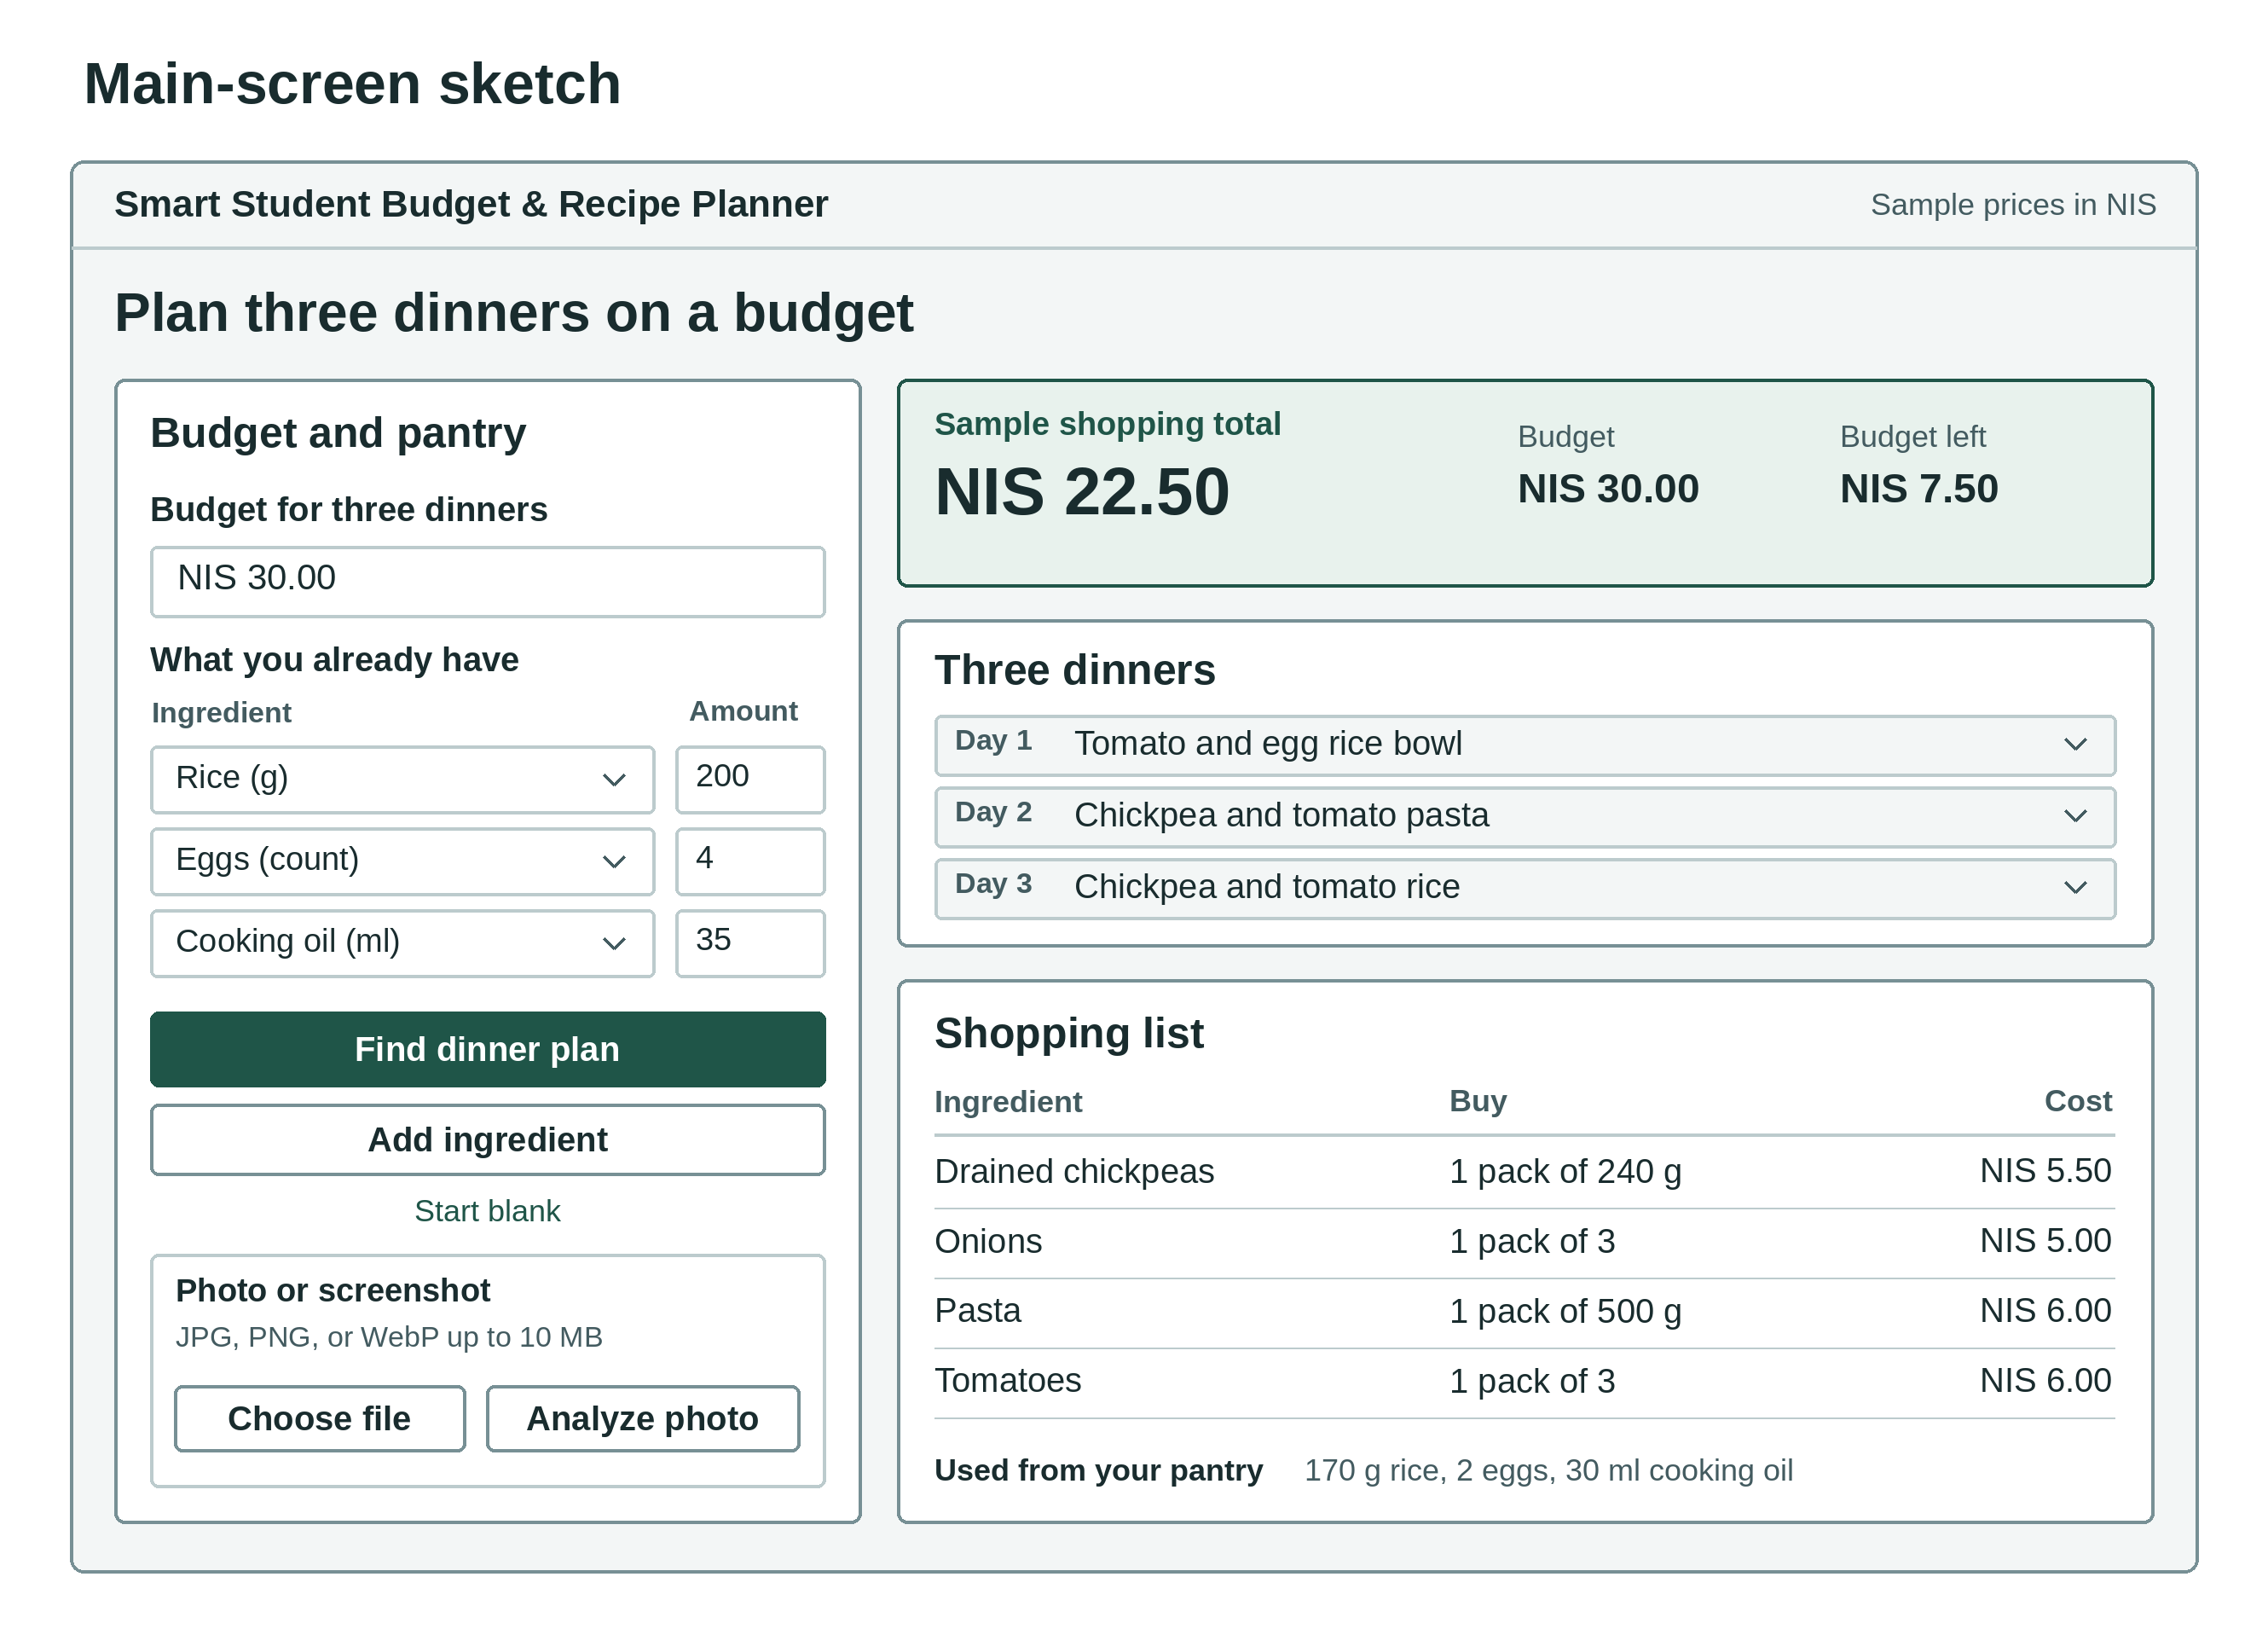 Main-screen sketch
Smart Student Budget & Recipe Planner
Sample prices in NIS
Plan three dinners on a budget
Budget and pantry
Budget for three dinners
NIS 30.00
What you already have
Ingredient Amount
Rice (g) 200
Eggs (count) 4
Cooking oil (ml) 35
Find dinner plan
Add ingredient
Start blank
Photo or screenshot
JPG, PNG, or WebP up to 10 MB
Choose file Analyze photo
Sample shopping total
NIS 22.50
Budget
NIS 30.00
Budget left
NIS 7.50
Three dinners
Day 1 Tomato and egg rice bowl
Day 2 Chickpea and tomato pasta
Day 3 Chickpea and tomato rice
Shopping list
Ingredient Buy Cost
Drained chickpeas 1 pack of 240 g NIS 5.50
Onions 1 pack of 3 NIS 5.00
Pasta 1 pack of 500 g NIS 6.00
Tomatoes 1 pack of 3 NIS 6.00
Used from your pantry 170 g rice, 2 eggs, 30 ml cooking oil